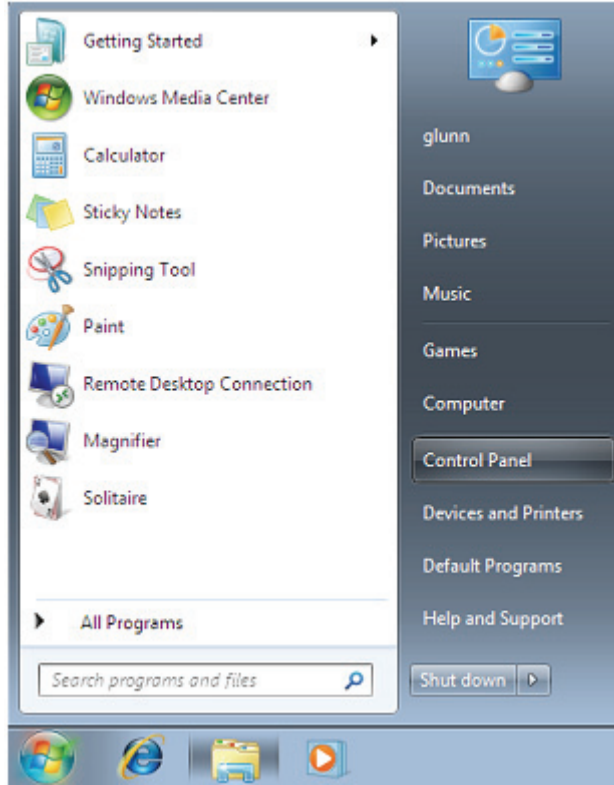 Getting Started
Windows Media Center
Calculator
Sticky Notes
Snipping Tool
Paint
Remote Desktop Connection
Magnifier
Solitaire
All Programs
Search programs and files
glunn
Documents
Pictures
Music
Games
Computer
Control Panel
Devices and Printers
Default Programs
Help and Support
Shut down